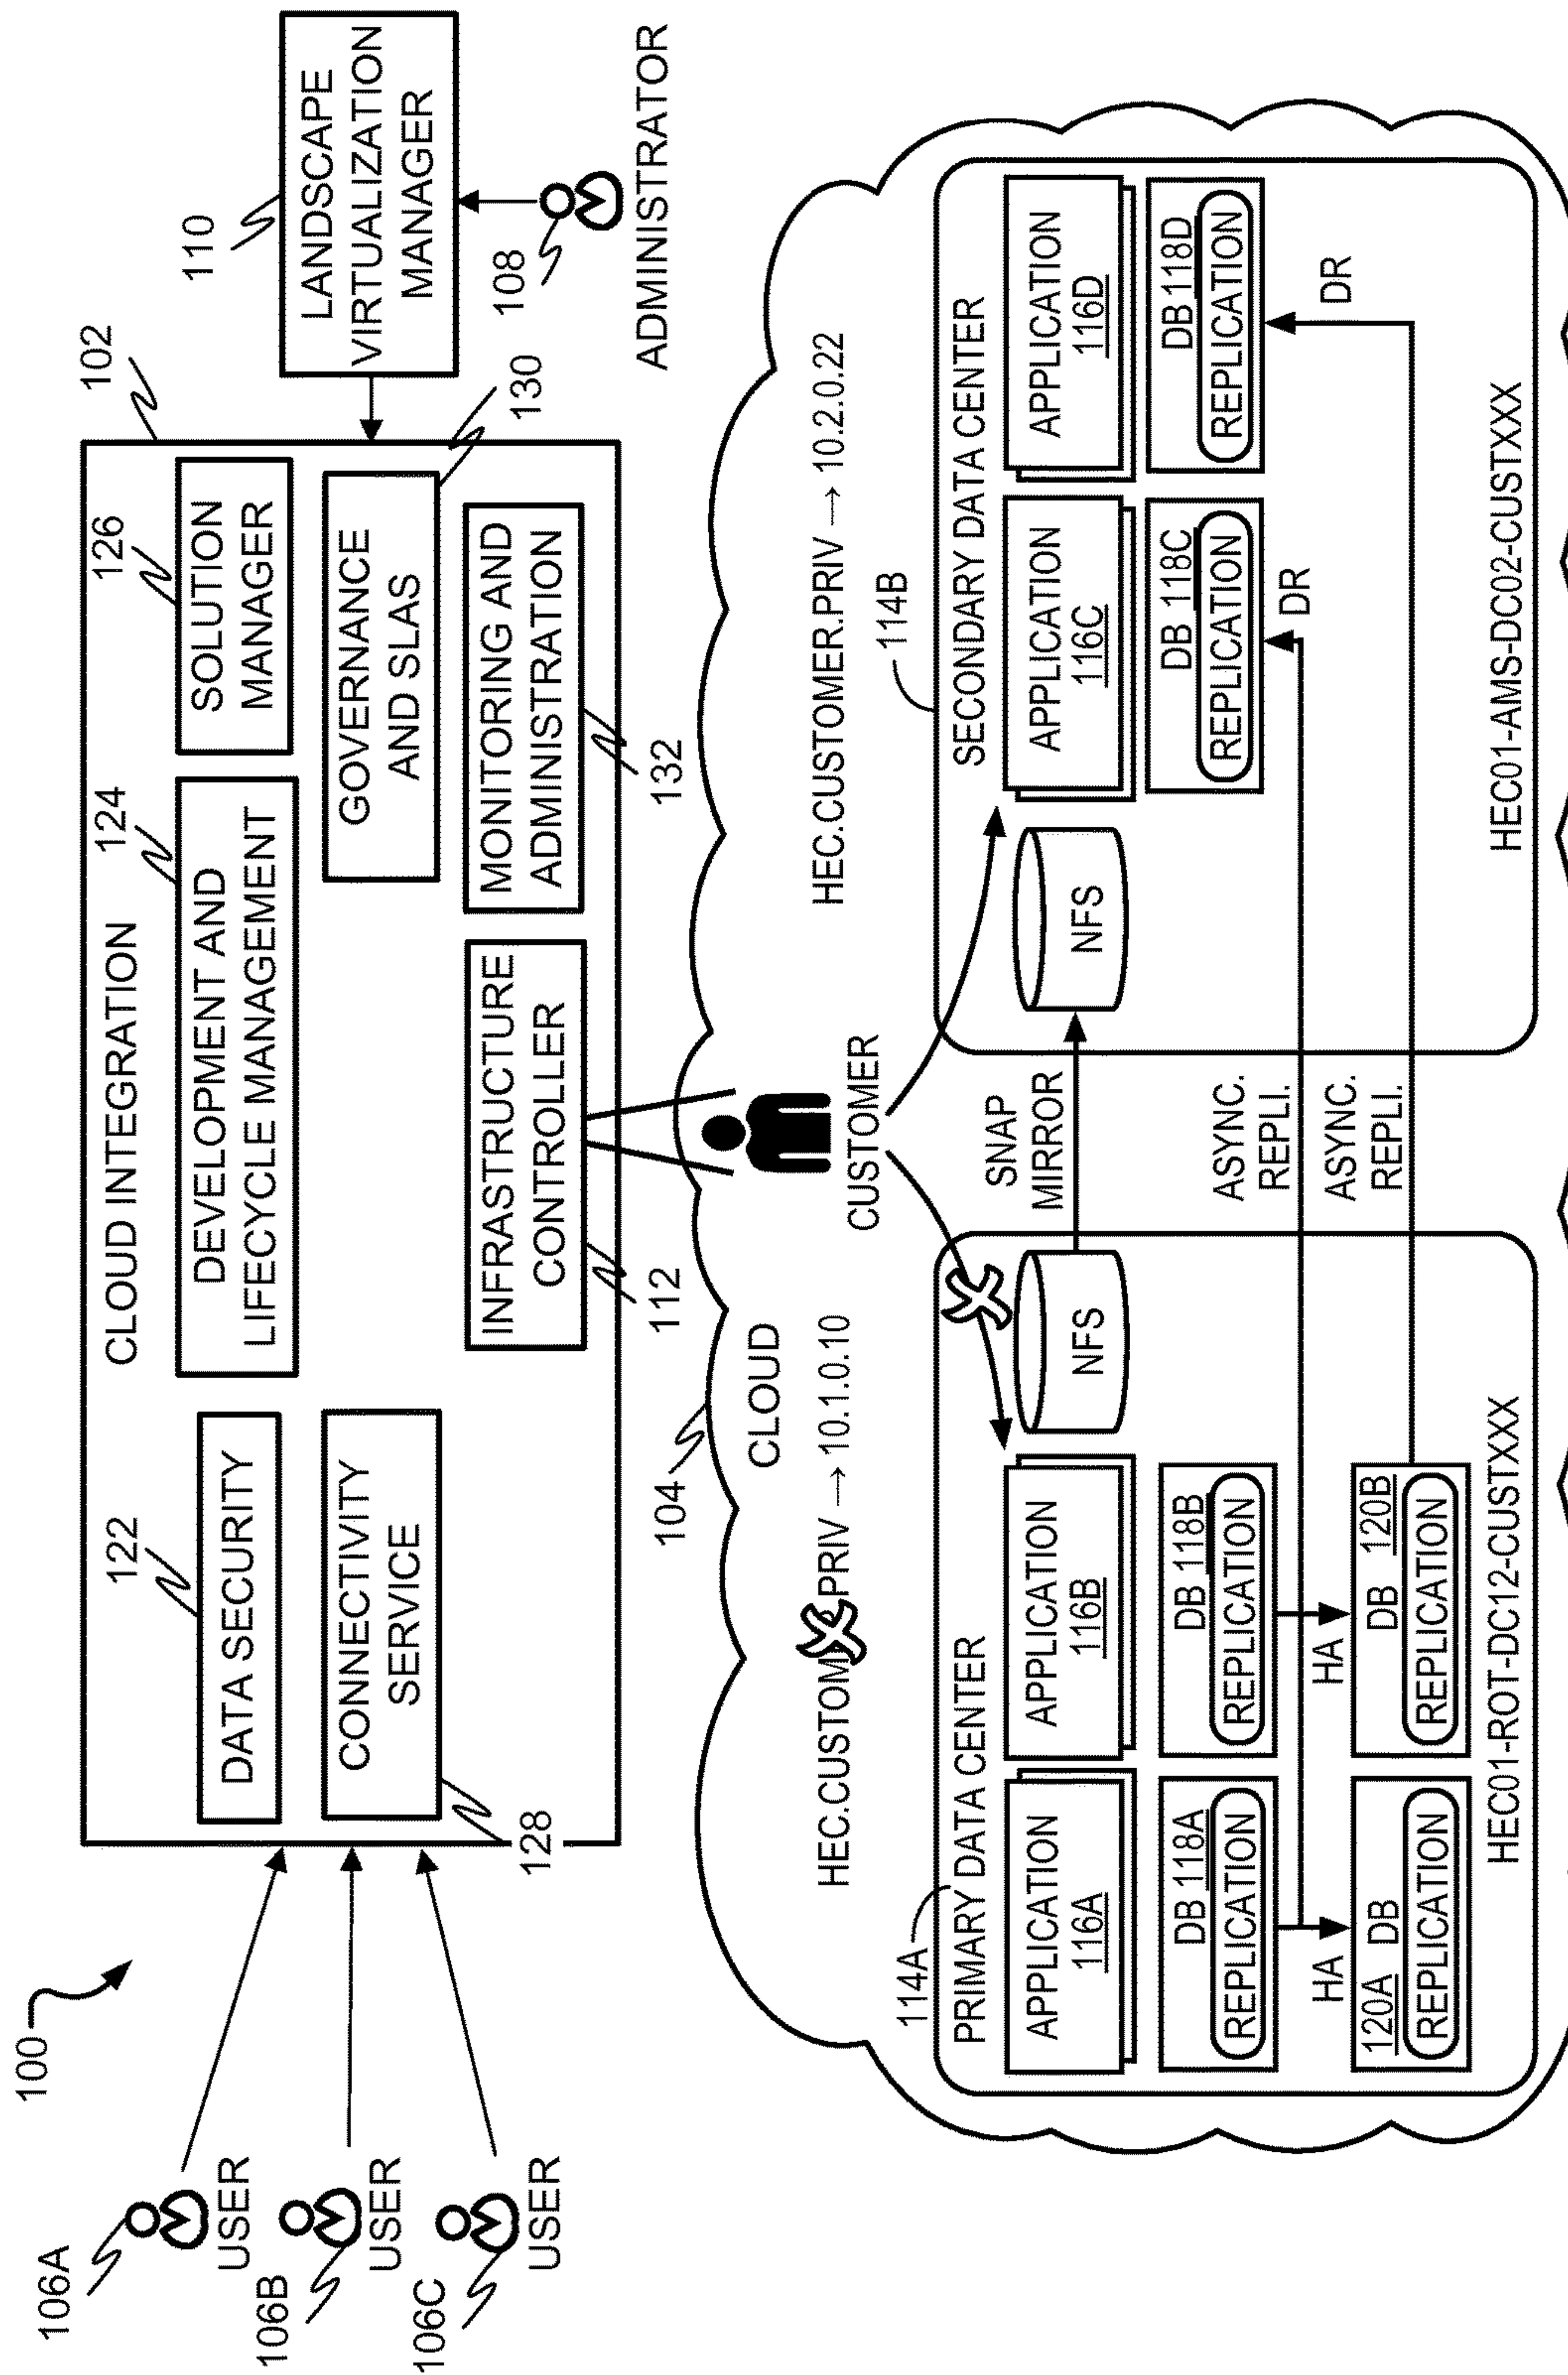 100
106A
USER
106B
USER
106C
USER
102
CLOUD INTEGRATION
122
DATA SECURITY
124
DEVELOPMENT AND
LIFECYCLE MANAGEMENT
126
SOLUTION
MANAGER
CONNECTIVITY
SERVICE
128
GOVERNANCE
AND SLAS
130
INFRASTRUCTURE
CONTROLLER
112
MONITORING AND
ADMINISTRATION
132
110
LANDSCAPE
VIRTUALIZATION
MANAGER
108
ADMINISTRATOR
104
CLOUD
HEC.CUSTOM
.PRIV → 10.1.0.10
HEC.CUSTOMER.PRIV → 10.2.0.22
CUSTOMER
114A
PRIMARY DATA CENTER
APPLICATION
116A
APPLICATION
116B
NFS
DB 118A
REPLICATION
DB 118B
REPLICATION
HA
HA
120A DB
REPLICATION
DB 120B
REPLICATION
HEC01-ROT-DC12-CUSTXXX
SNAP
MIRROR
ASYNC.
REPLI.
ASYNC.
REPLI.
114B
SECONDARY DATA CENTER
NFS
APPLICATION
116C
APPLICATION
116D
DB 118C
REPLICATION
DB 118D
REPLICATION
DR
DR
HEC01-AMS-DC02-CUSTXXX